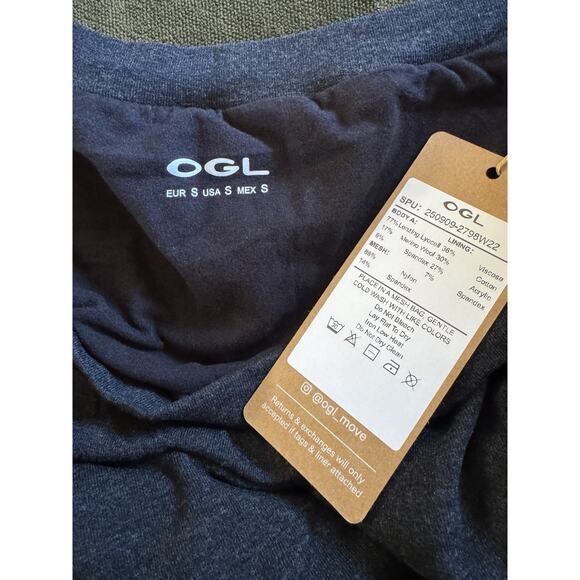 OGL
EUR S USA S MEX S
OGL
SPU: 250909-2798W22
BODY A: LINING:
77% Lenzing Lyocell 36% Viscose
17% Merino Wool 30% Cotton
6% Spandex 27% Acrylic
MESH: 7% Spandex
86% Nylon
14% Spandex
PLACE IN A MESH BAG, GENTLE
COLD WASH WITH LIKE COLORS
Do Not Bleach
Lay Flat To Dry
Iron Low Heat
Do Not Dry Clean
@ogl_move
Returns & exchanges will only
accepted if tags & liner attached